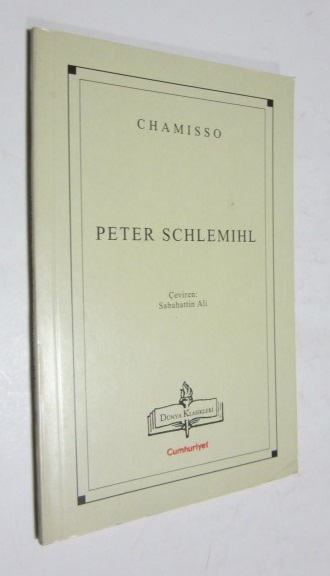 CHAMISSO
PETER SCHLEMIHL
Çeviren:
Sabahattin Ali
DÜNYA KLASİKLERİ
Cumhuriyet